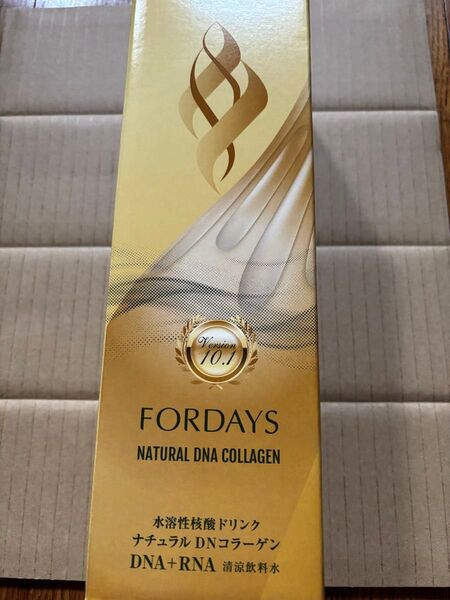 Version
10.1
FORDAYS
NATURAL DNA COLLAGEN
水溶性核酸ドリンク
ナチュラル DNコラーゲン
DNA+RNA 清涼飲料水